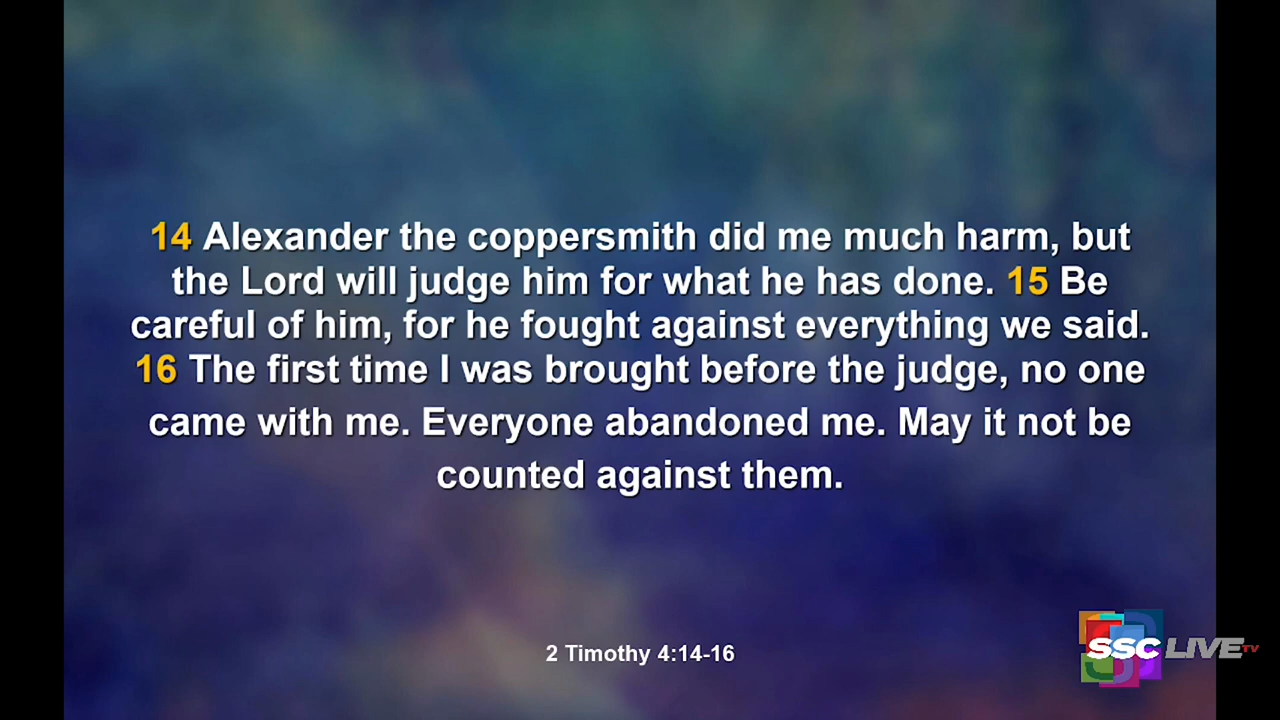 14 Alexander the coppersmith did me much harm, but
the Lord will judge him for what he has done. 15 Be
careful of him, for he fought against everything we said.
16 The first time I was brought before the judge, no one
came with me. Everyone abandoned me. May it not be
counted against them.
2 Timothy 4:14-16
SSC LIVE TV